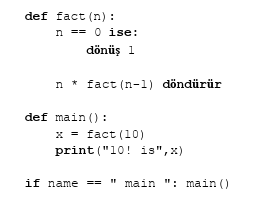 def fact(n):
n == 0 ise:
dönüş 1
n * fact(n-1) döndürür
def main():
x = fact(10)
print("10! is",x)
if name == " main ": main()